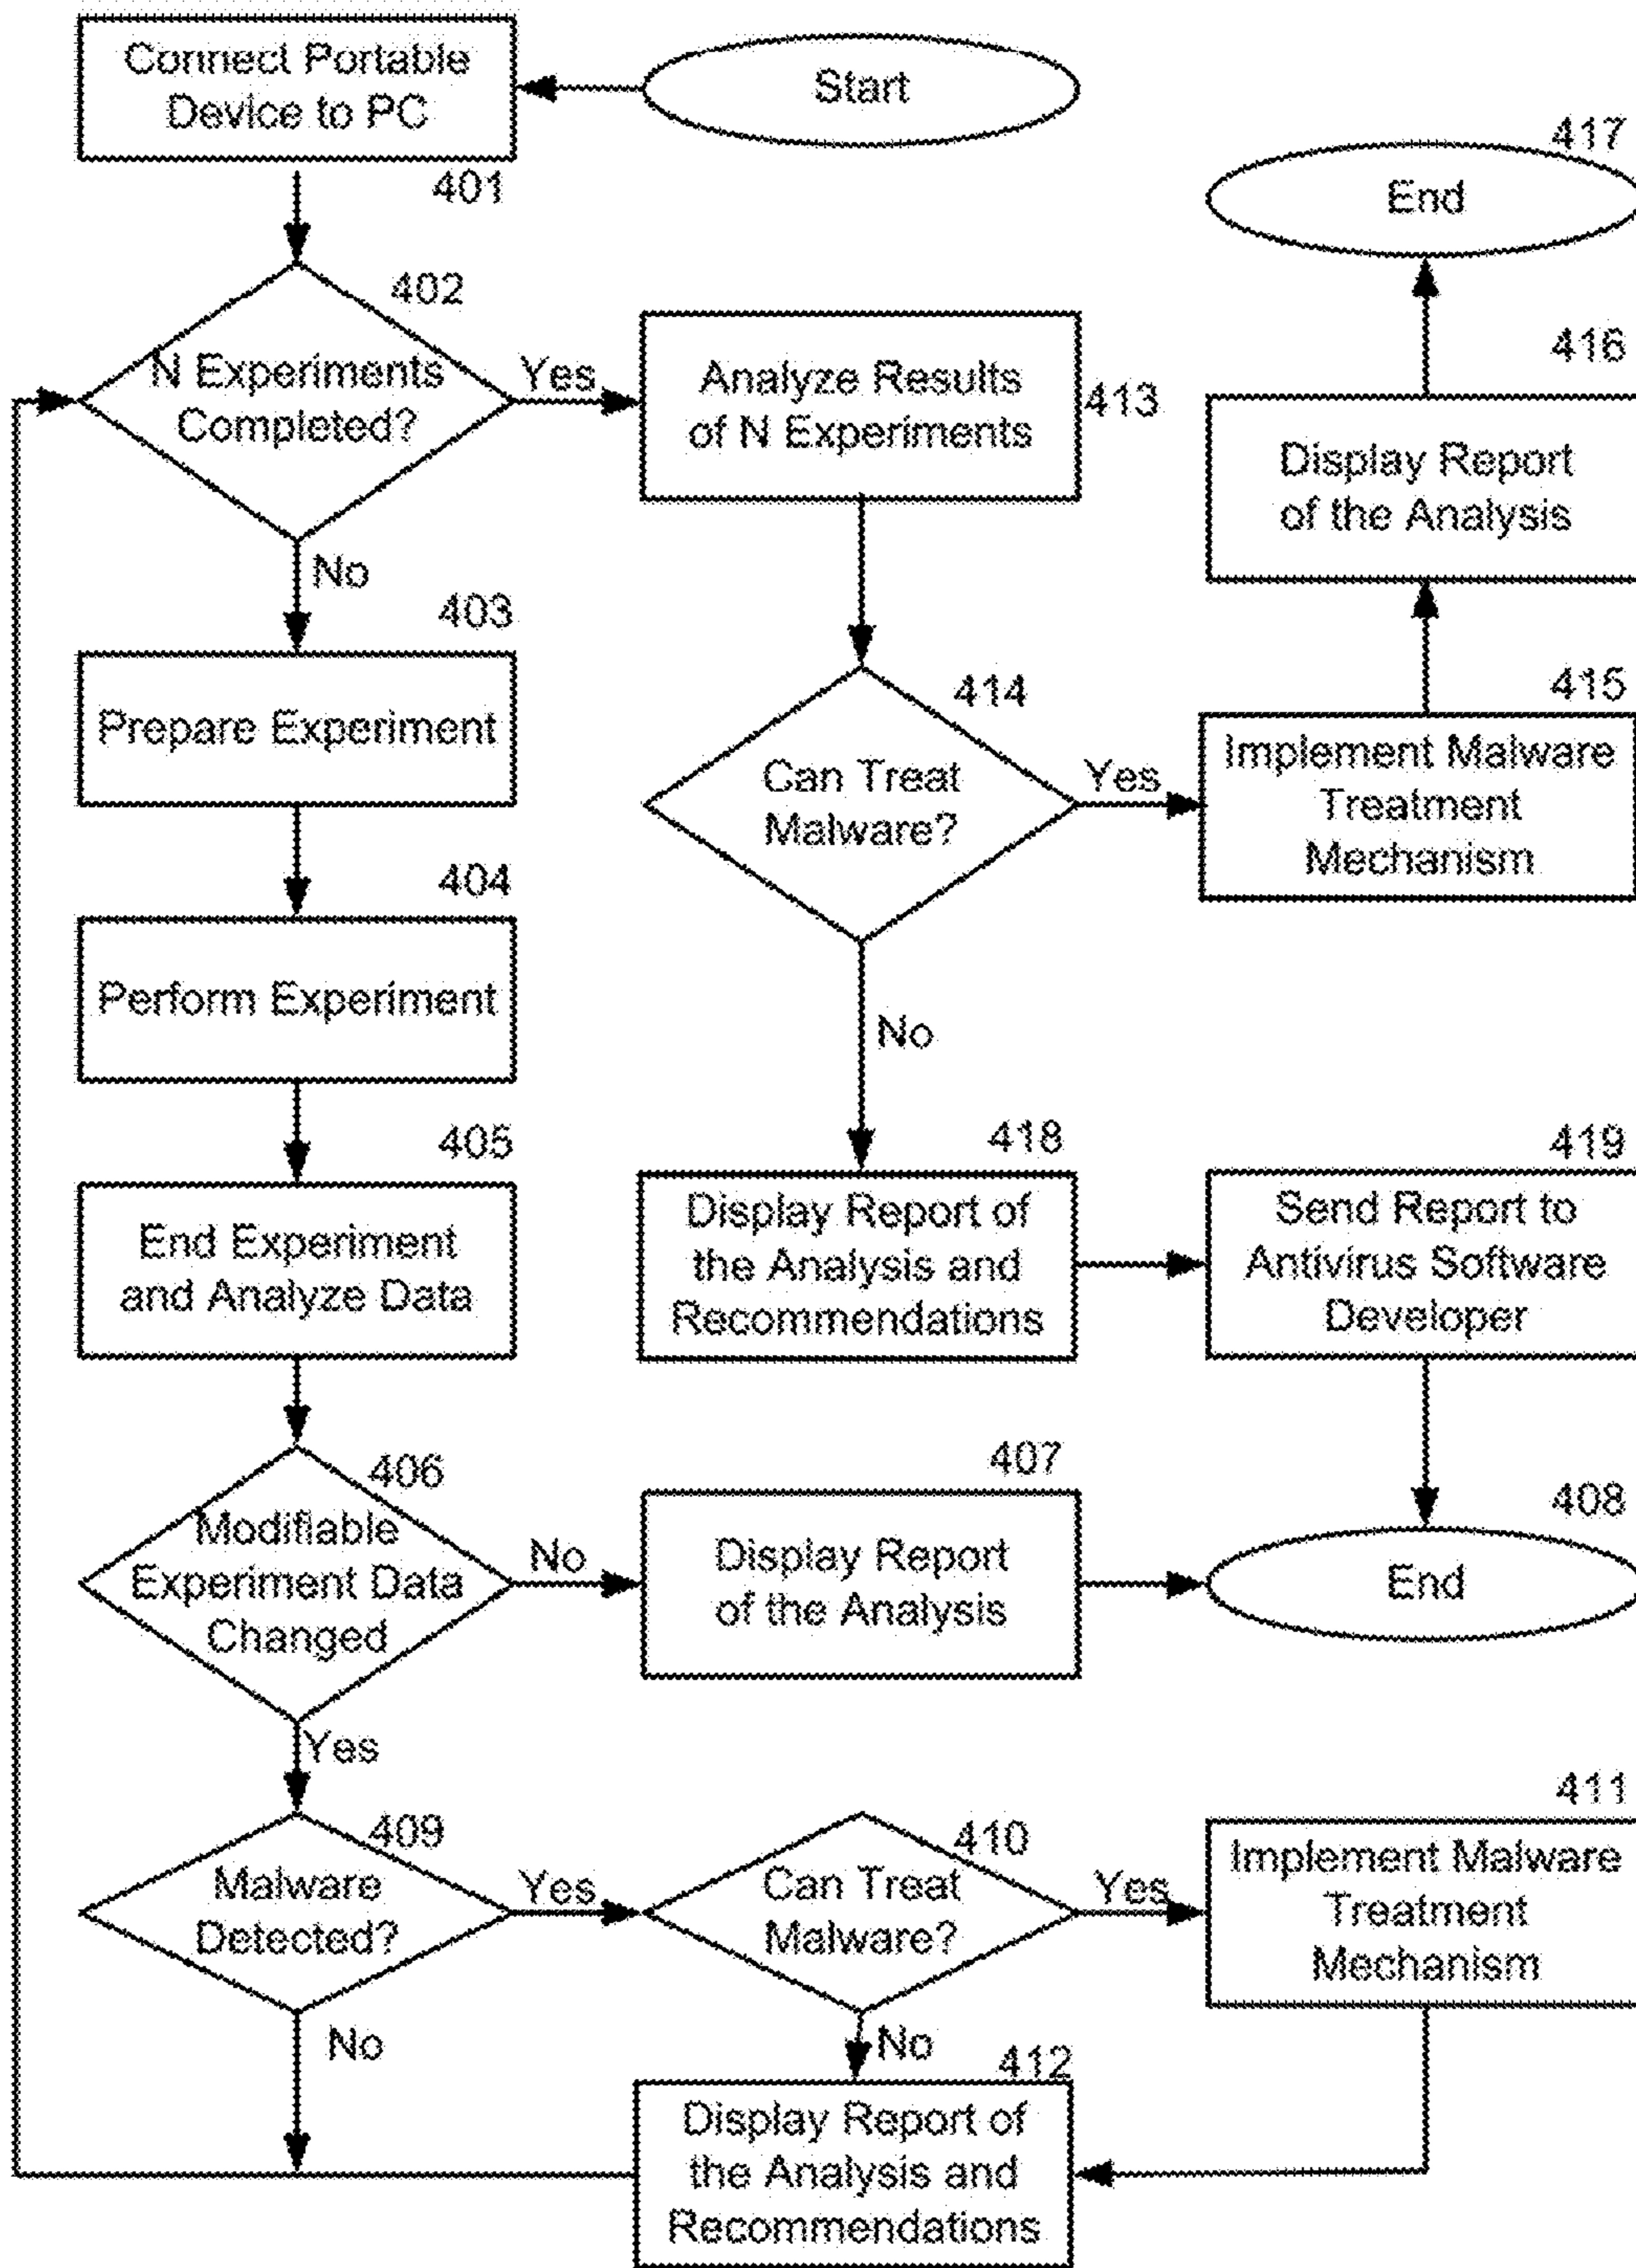 Connect Portable
Device to PC
401
Start
417
End
402
N Experiments
Completed?
Yes
No
Analyze Results
of N Experiments
413
416
Display Report
of the Analysis
403
Prepare Experiment
414
Can Treat
Malware?
Yes
No
415
Implement Malware
Treatment
Mechanism
404
Perform Experiment
405
End Experiment
and Analyze Data
418
Display Report of
the Analysis and
Recommendations
419
Send Report to
Antivirus Software
Developer
406
Modifiable
Experiment Data
Changed
No
Yes
407
Display Report
of the Analysis
408
End
409
Malware
Detected?
Yes
No
410
Can Treat
Malware?
Yes
No
411
Implement Malware
Treatment
Mechanism
412
Display Report of
the Analysis and
Recommendations